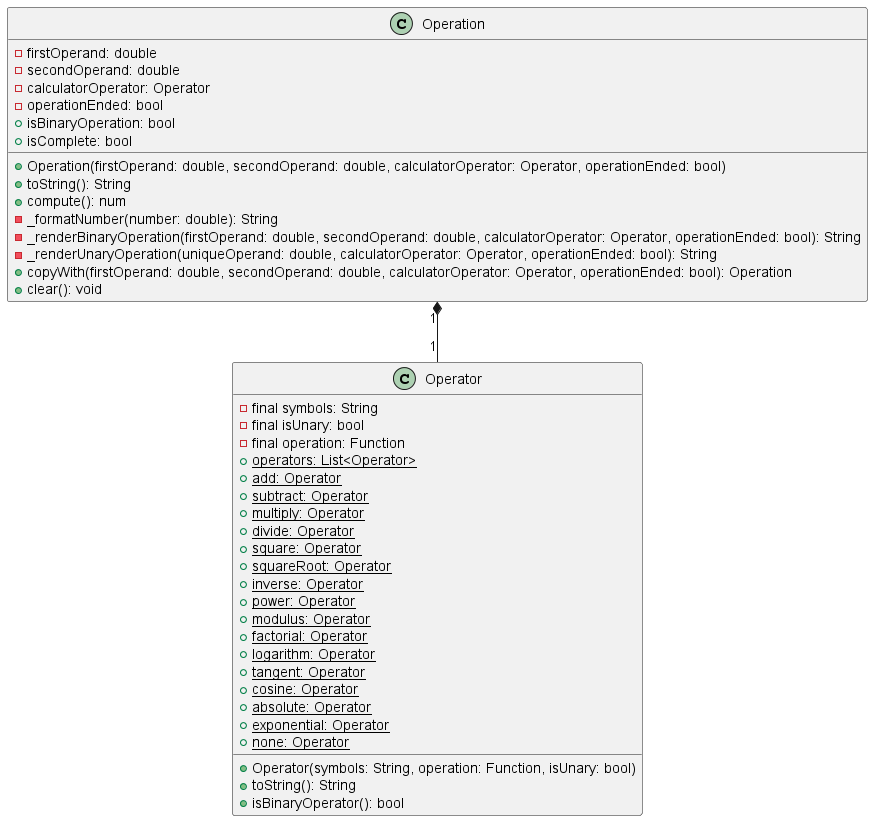 C Operation
firstOperand: double
secondOperand: double
calculatorOperator: Operator
operationEnded: bool
isBinaryOperation: bool
isComplete: bool
Operation(firstOperand: double, secondOperand: double, calculatorOperator: Operator, operationEnded: bool)
toString(): String
compute(): num
_formatNumber(number: double): String
_renderBinaryOperation(firstOperand: double, secondOperand: double, calculatorOperator: Operator, operationEnded: bool): String
_renderUnaryOperation(uniqueOperand: double, calculatorOperator: Operator, operationEnded: bool): String
copyWith(firstOperand: double, secondOperand: double, calculatorOperator: Operator, operationEnded: bool): Operation
clear(): void
1
1
C Operator
final symbols: String
final isUnary: bool
final operation: Function
operators: List<Operator>
add: Operator
subtract: Operator
multiply: Operator
divide: Operator
square: Operator
squareRoot: Operator
inverse: Operator
power: Operator
modulus: Operator
factorial: Operator
logarithm: Operator
tangent: Operator
cosine: Operator
absolute: Operator
exponential: Operator
none: Operator
Operator(symbols: String, operation: Function, isUnary: bool)
toString(): String
isBinaryOperator(): bool